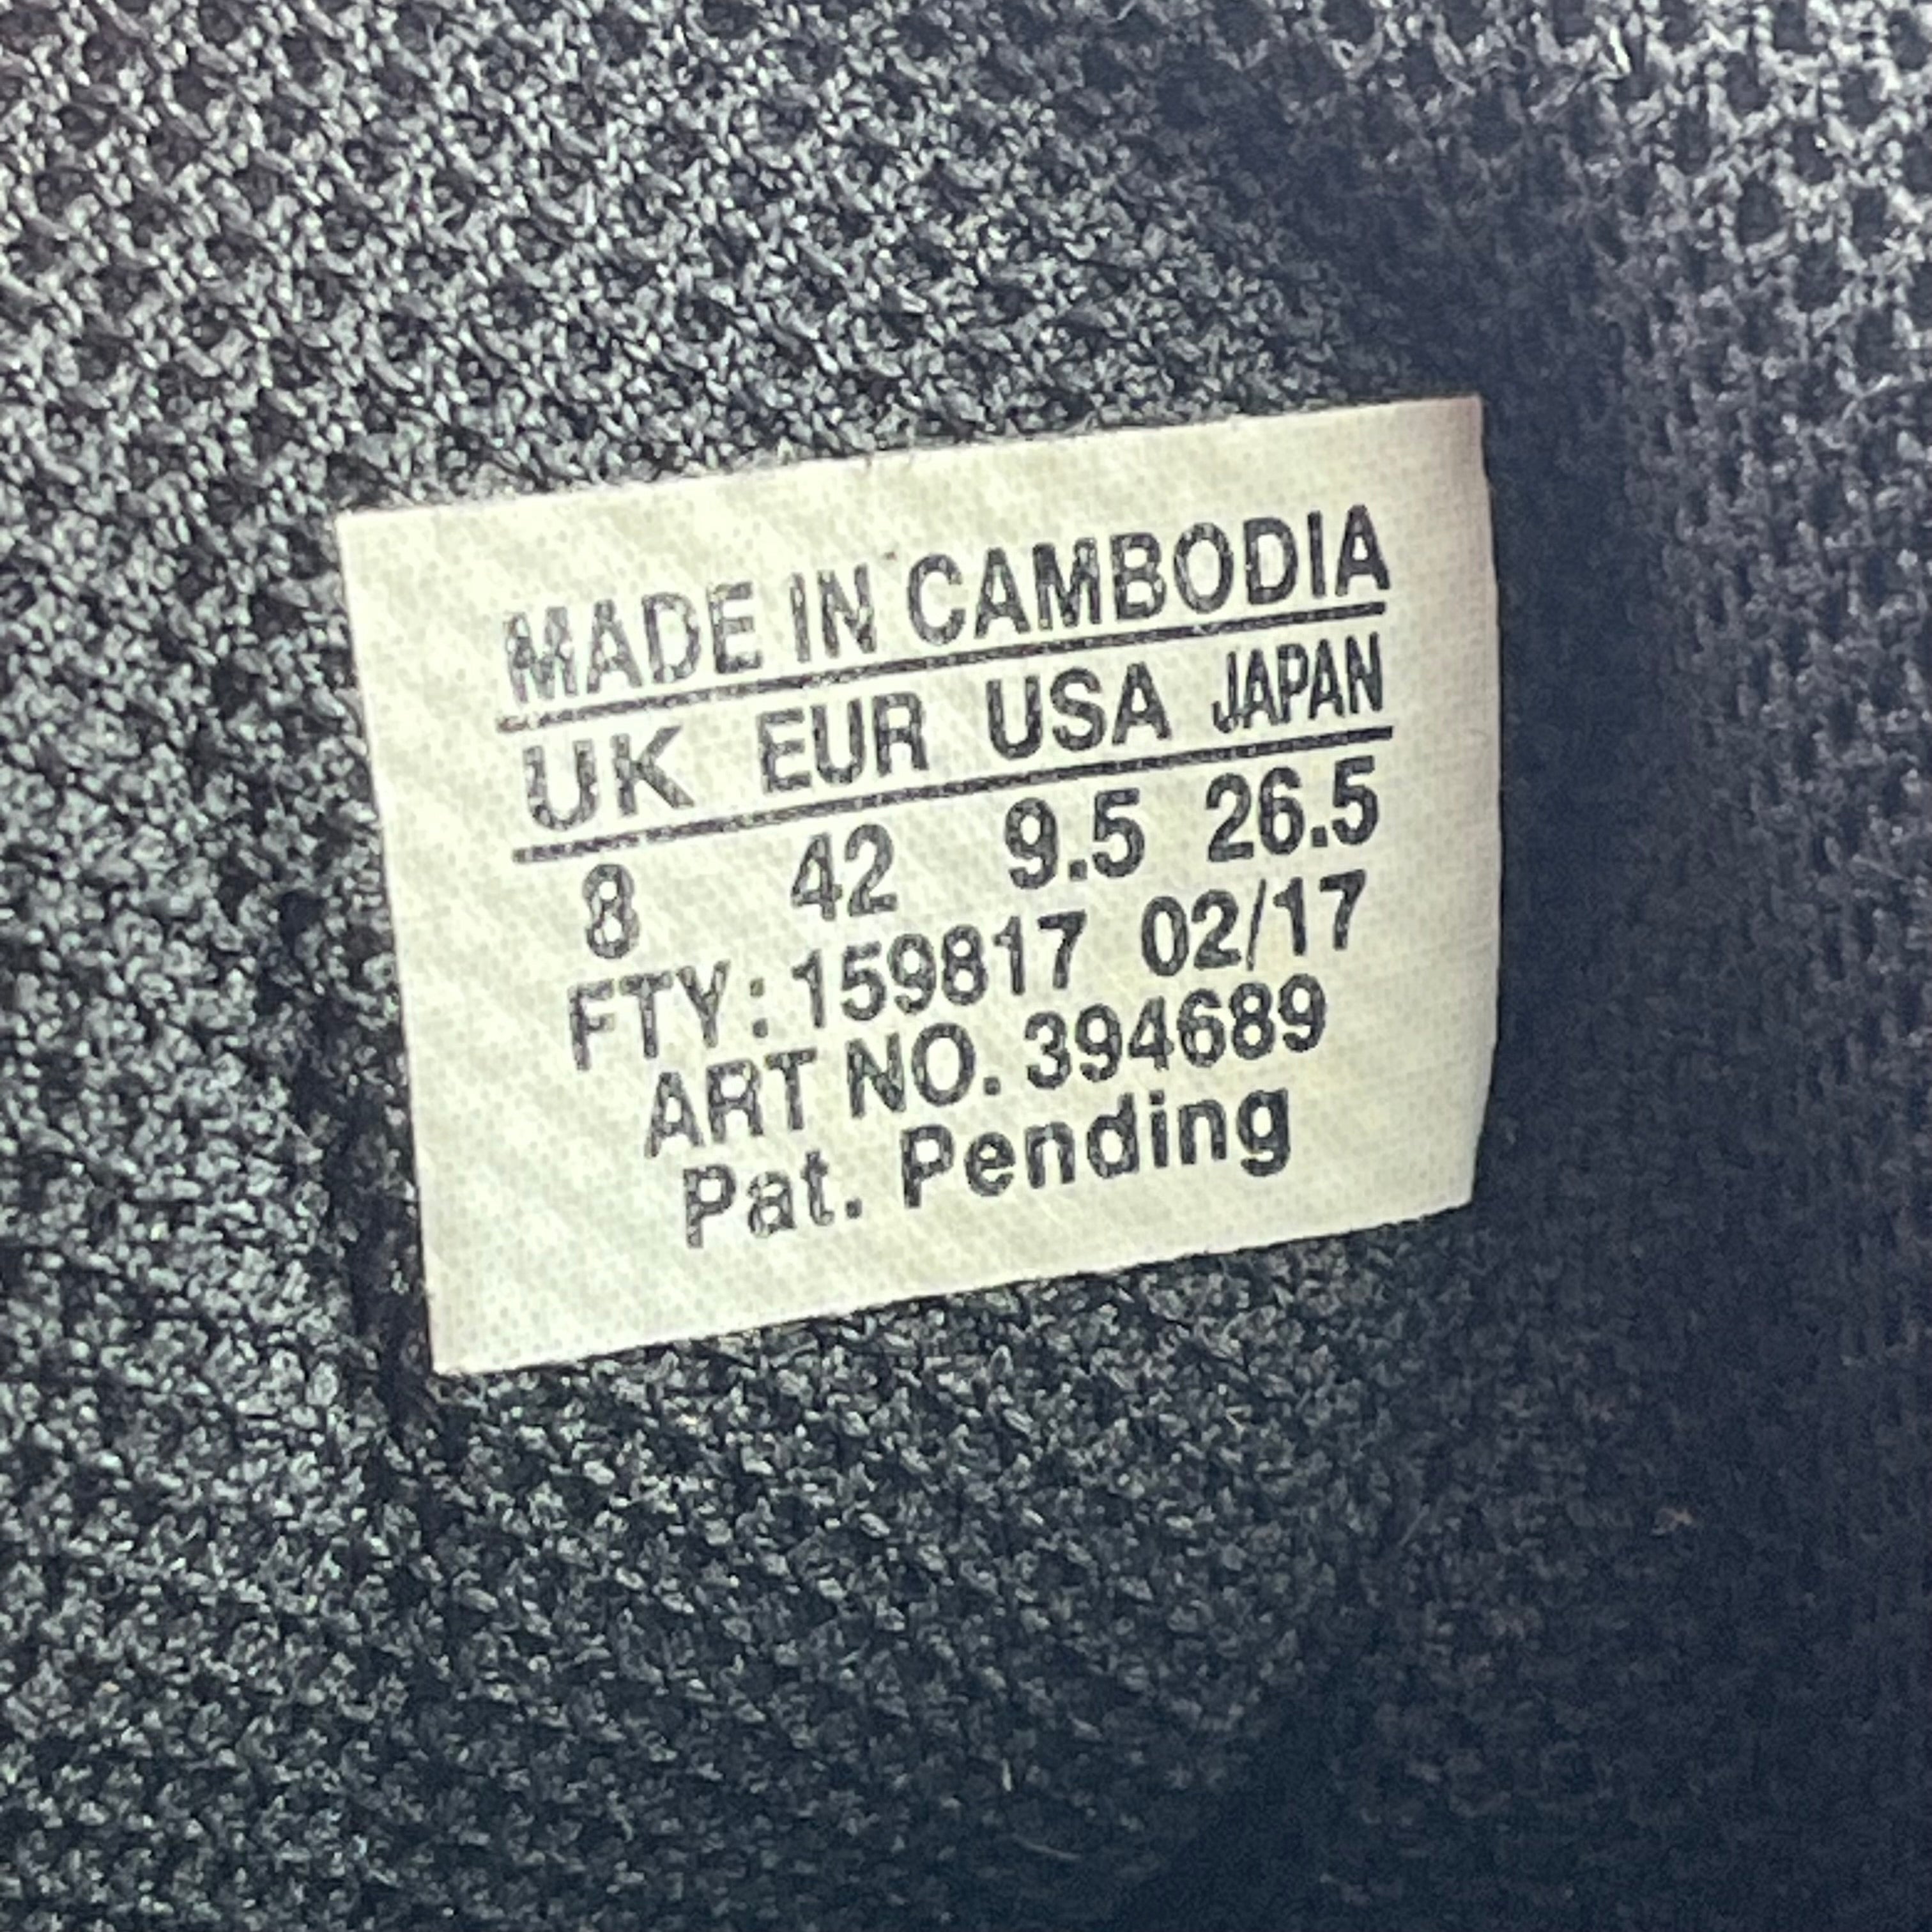 MADE IN CAMBODIA
UK EUR USA JAPAN
8 42 9.5 26.5
FTY: 159817 02/17
ART NO. 394689
Pat. Pending